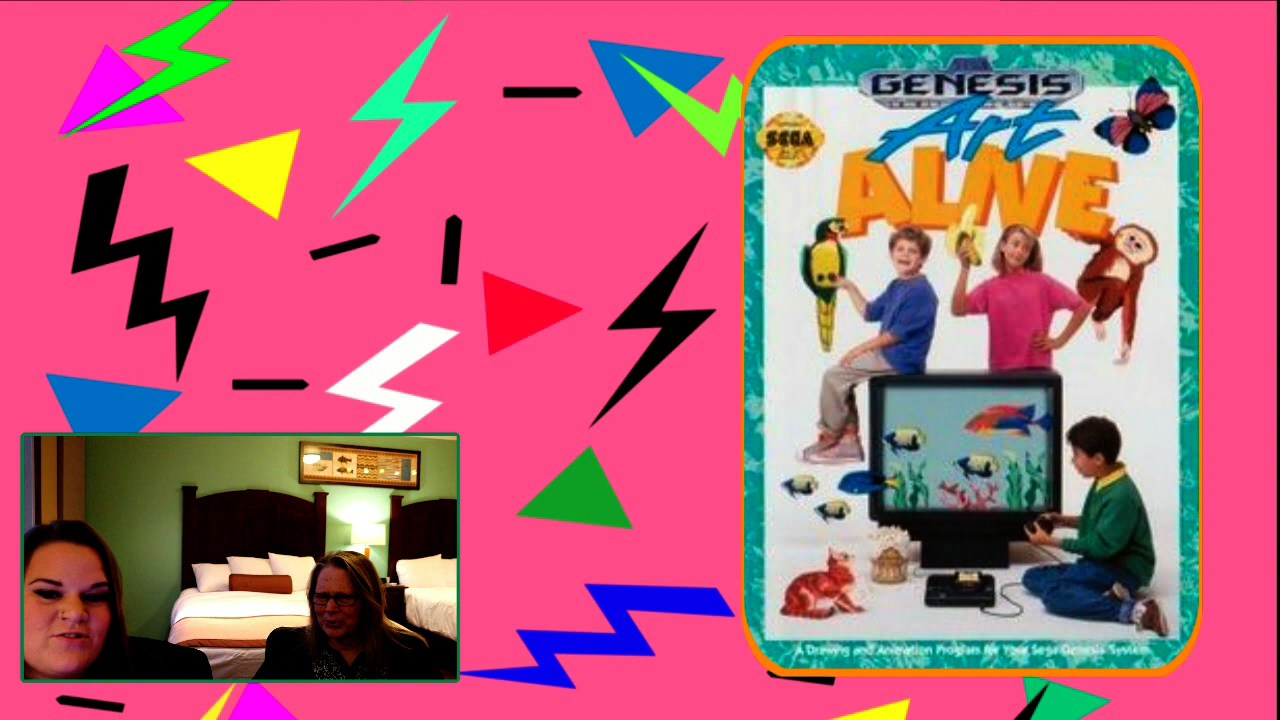 GENESIS
SEGA
Art
ALIVE
A Drawing and Animation Program for Your Sega Genesis System